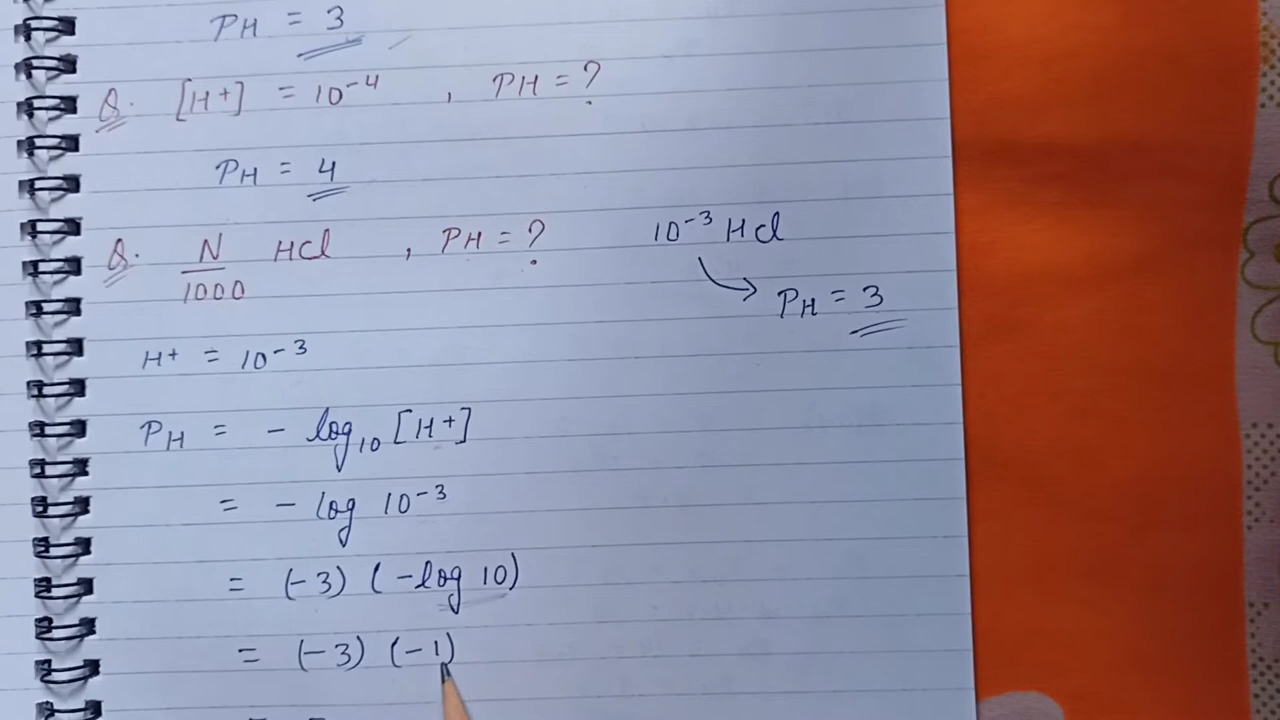 PH = 3
Q. [H+] = 10⁻⁴ , PH = ?
PH = 4
Q. N/1000 HCl , PH = ?
10⁻³ HCl
PH = 3
H+ = 10⁻³
PH = - log₁₀ [H+]
= - log 10⁻³
= (-3) (-log 10)
= (-3) (-1)